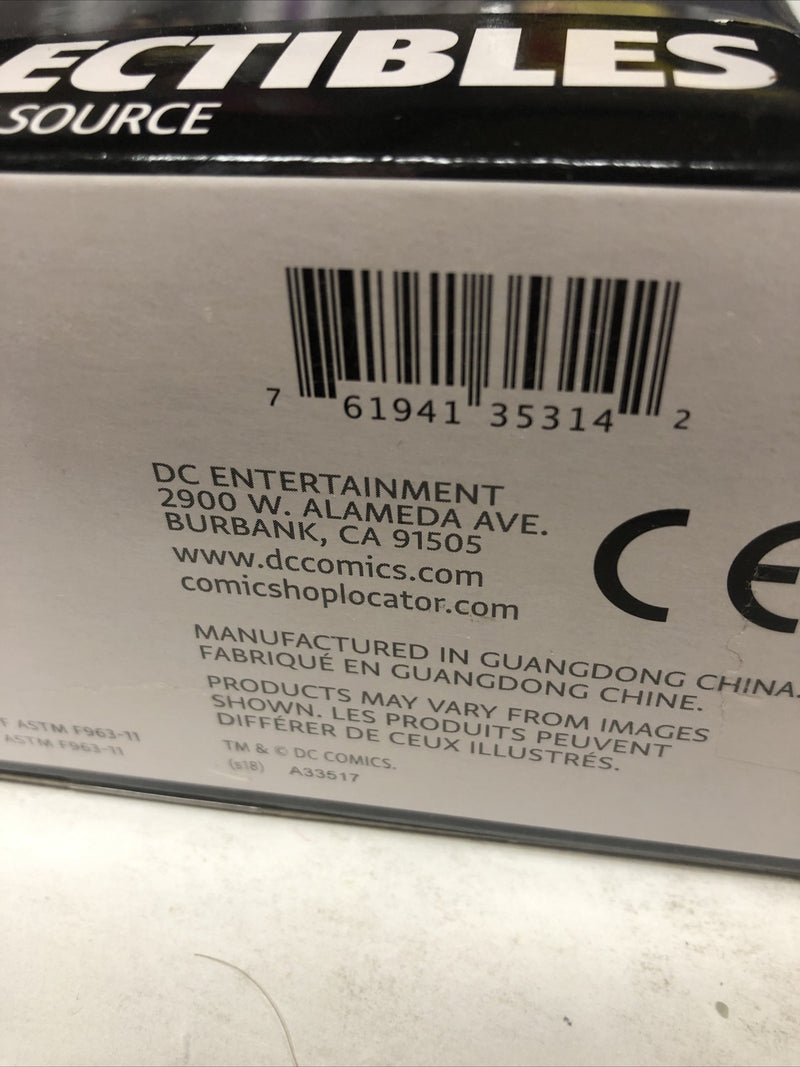 ECTIBLES
SOURCE
7 61941 35314 2
DC ENTERTAINMENT
2900 W. ALAMEDA AVE.
BURBANK, CA 91505
www.dccomics.com
comicshoplocator.com
CE
MANUFACTURED IN GUANGDONG CHINA.
FABRIQUÉ EN GUANGDONG CHINE.
PRODUCTS MAY VARY FROM IMAGES
SHOWN. LES PRODUITS PEUVENT
DIFFÉRER DE CEUX ILLUSTRÉS.
F ASTM F963-11
ASTM F963-11
TM & © DC COMICS.
(s18) A33517